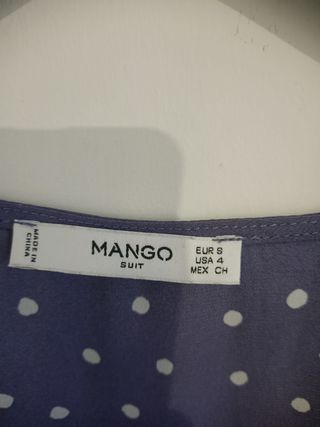 MADE IN
CHINA
MANGO
SUIT
EUR S
USA 4
MEX CH